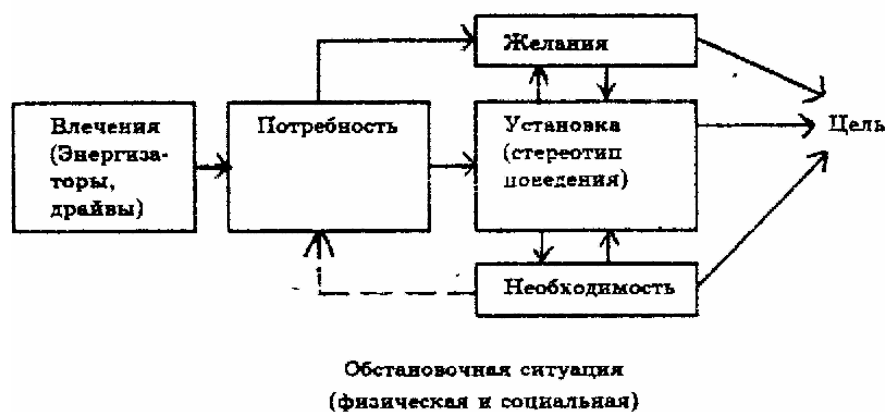 Желания
Влечения
(Энергиза-
торы,
драйвы)
Потребность
Установка
(стереотип
поведения)
Цель
Необходимость
Обстановочная ситуация
(физическая и социальная)